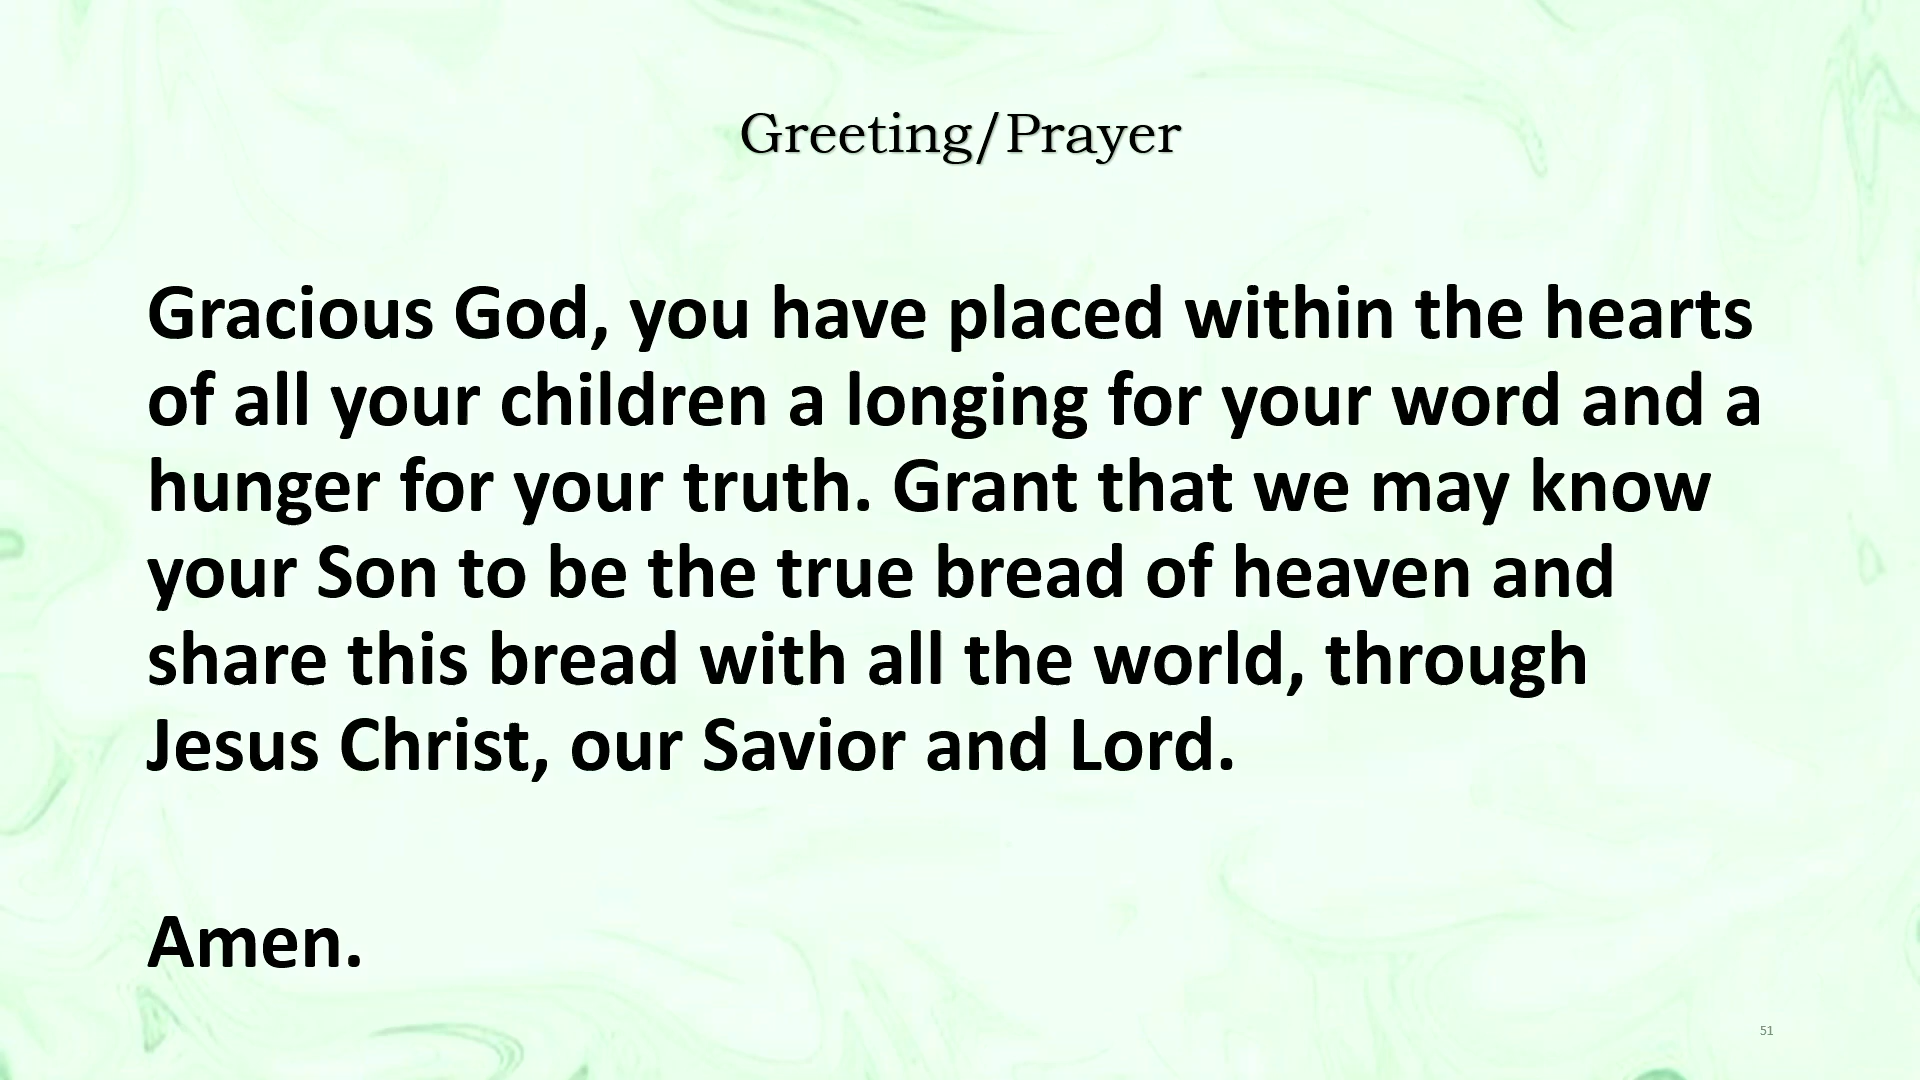 Greeting/Prayer
Gracious God, you have placed within the hearts
of all your children a longing for your word and a
hunger for your truth. Grant that we may know
your Son to be the true bread of heaven and
share this bread with all the world, through
Jesus Christ, our Savior and Lord.
Amen.
51